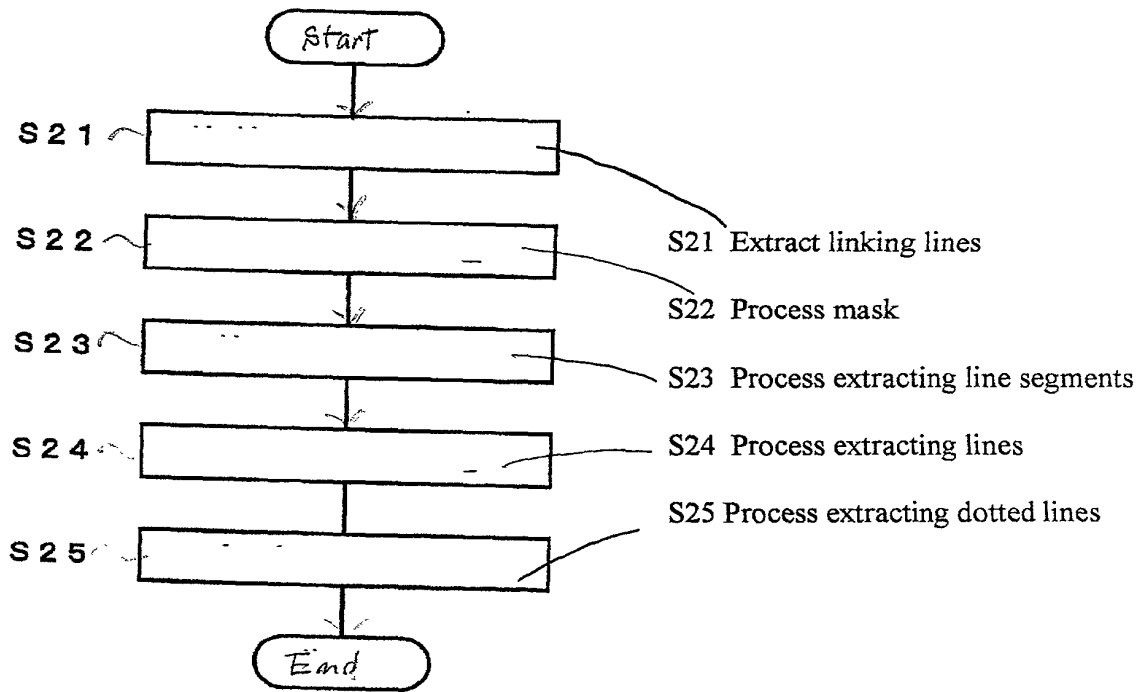 Start
S21
S22
S23
S24
S25
S21 Extract linking lines
S22 Process mask
S23 Process extracting line segments
S24 Process extracting lines
S25 Process extracting dotted lines
End